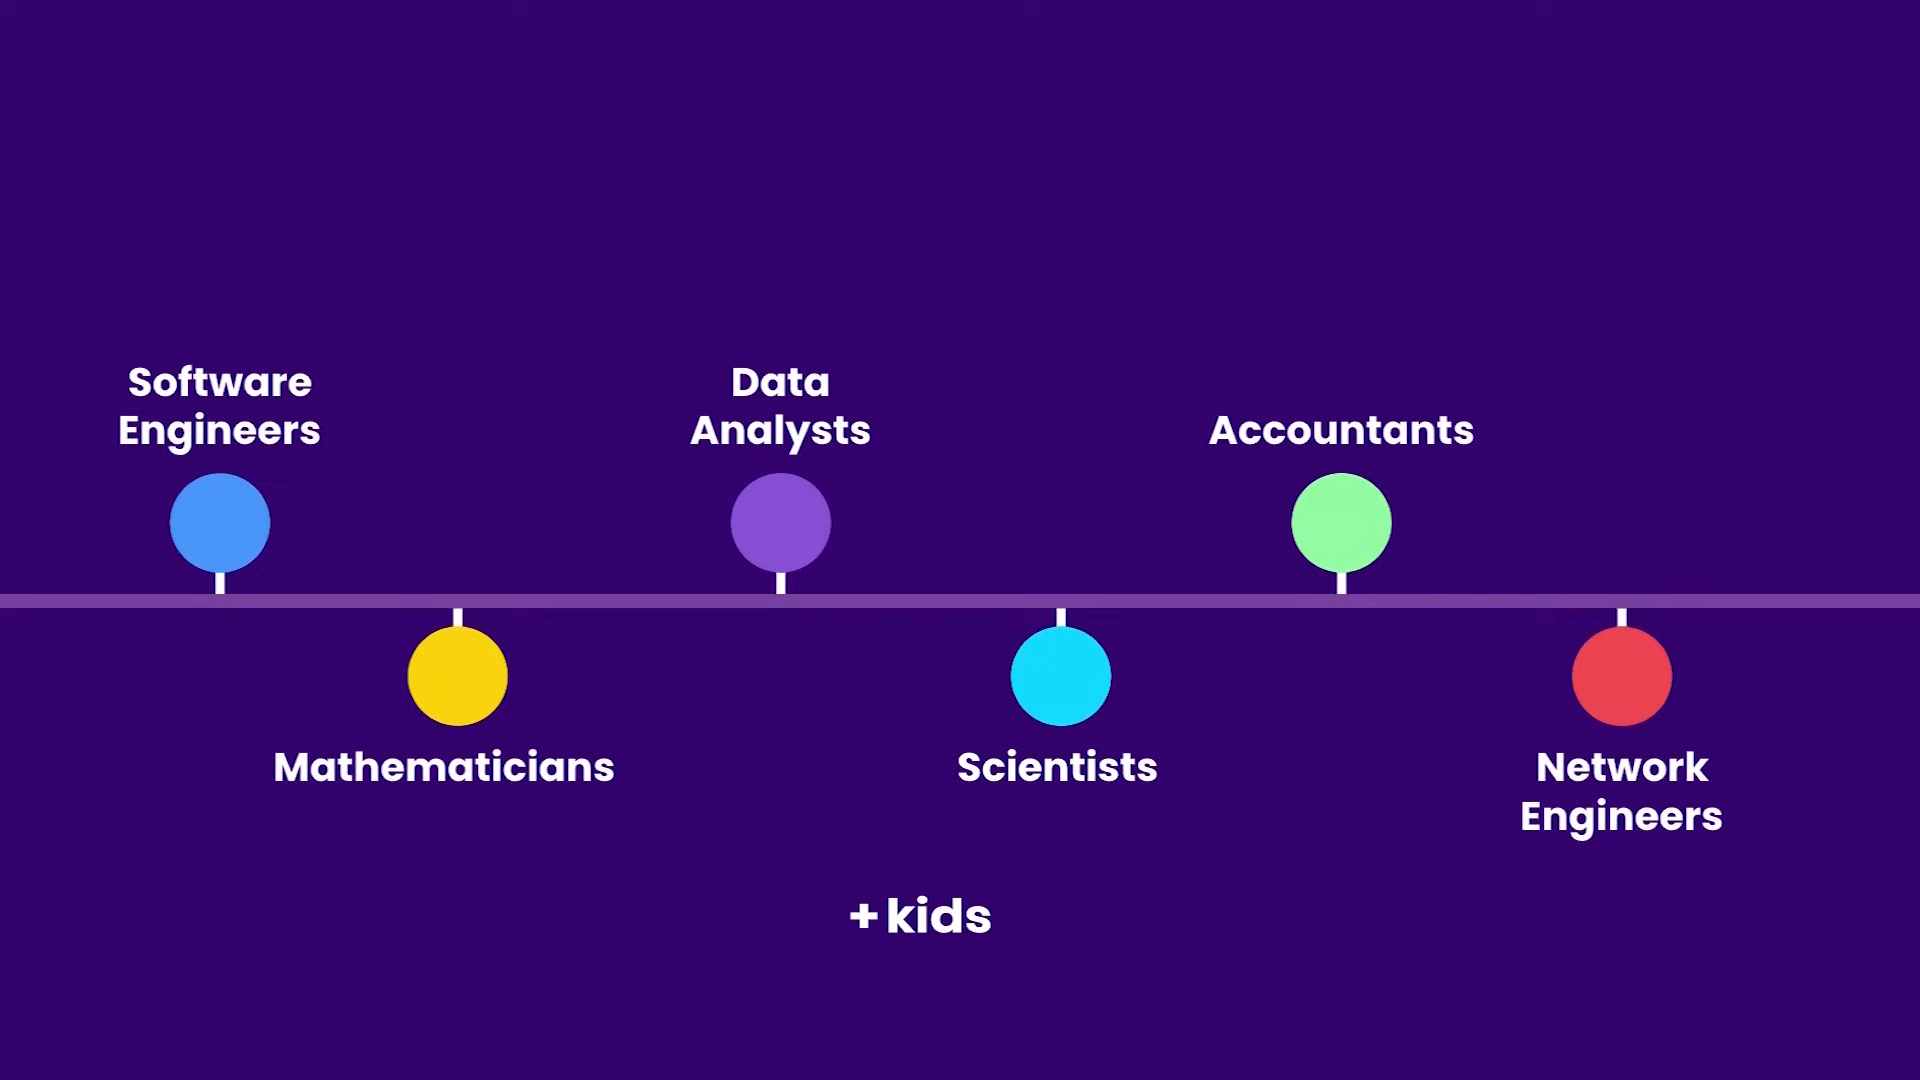 Software
Engineers
Data
Analysts
Accountants
Mathematicians
Scientists
Network
Engineers
+kids